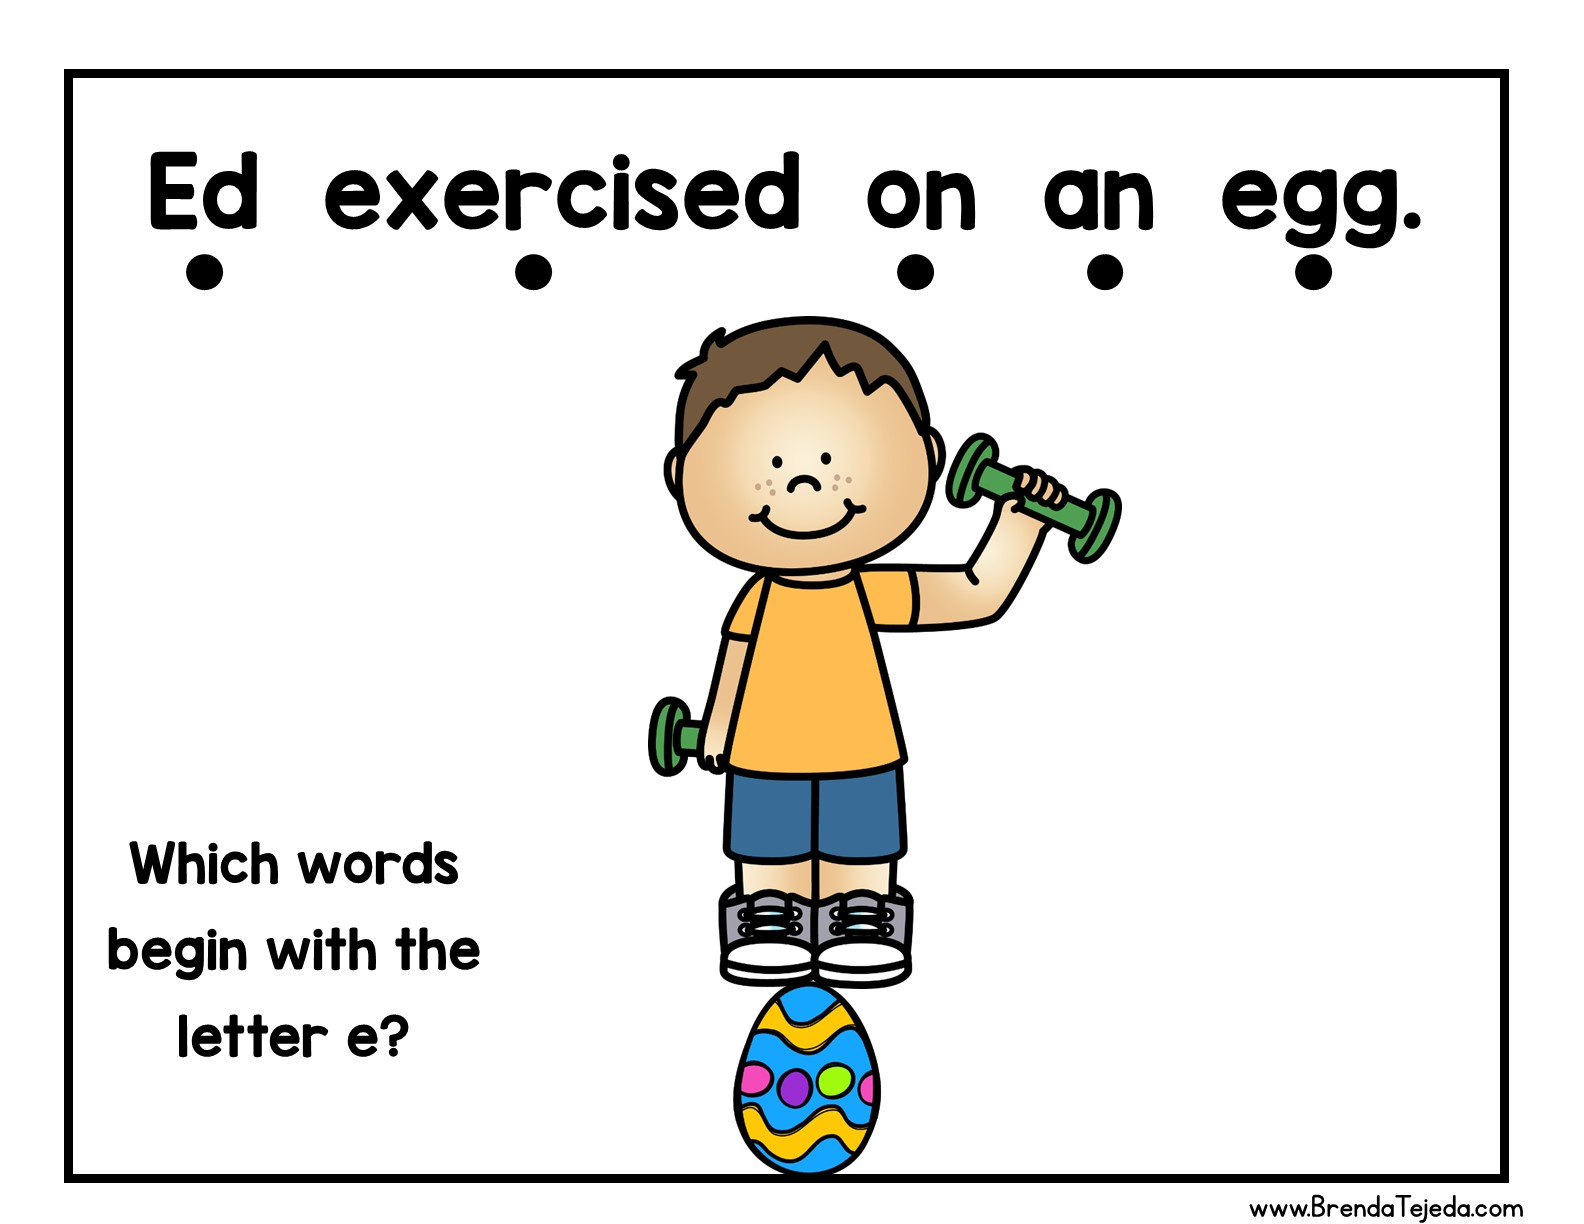 Ed exercised on an egg.
Which words
begin with the
letter e?
www.BrendaTejeda.com